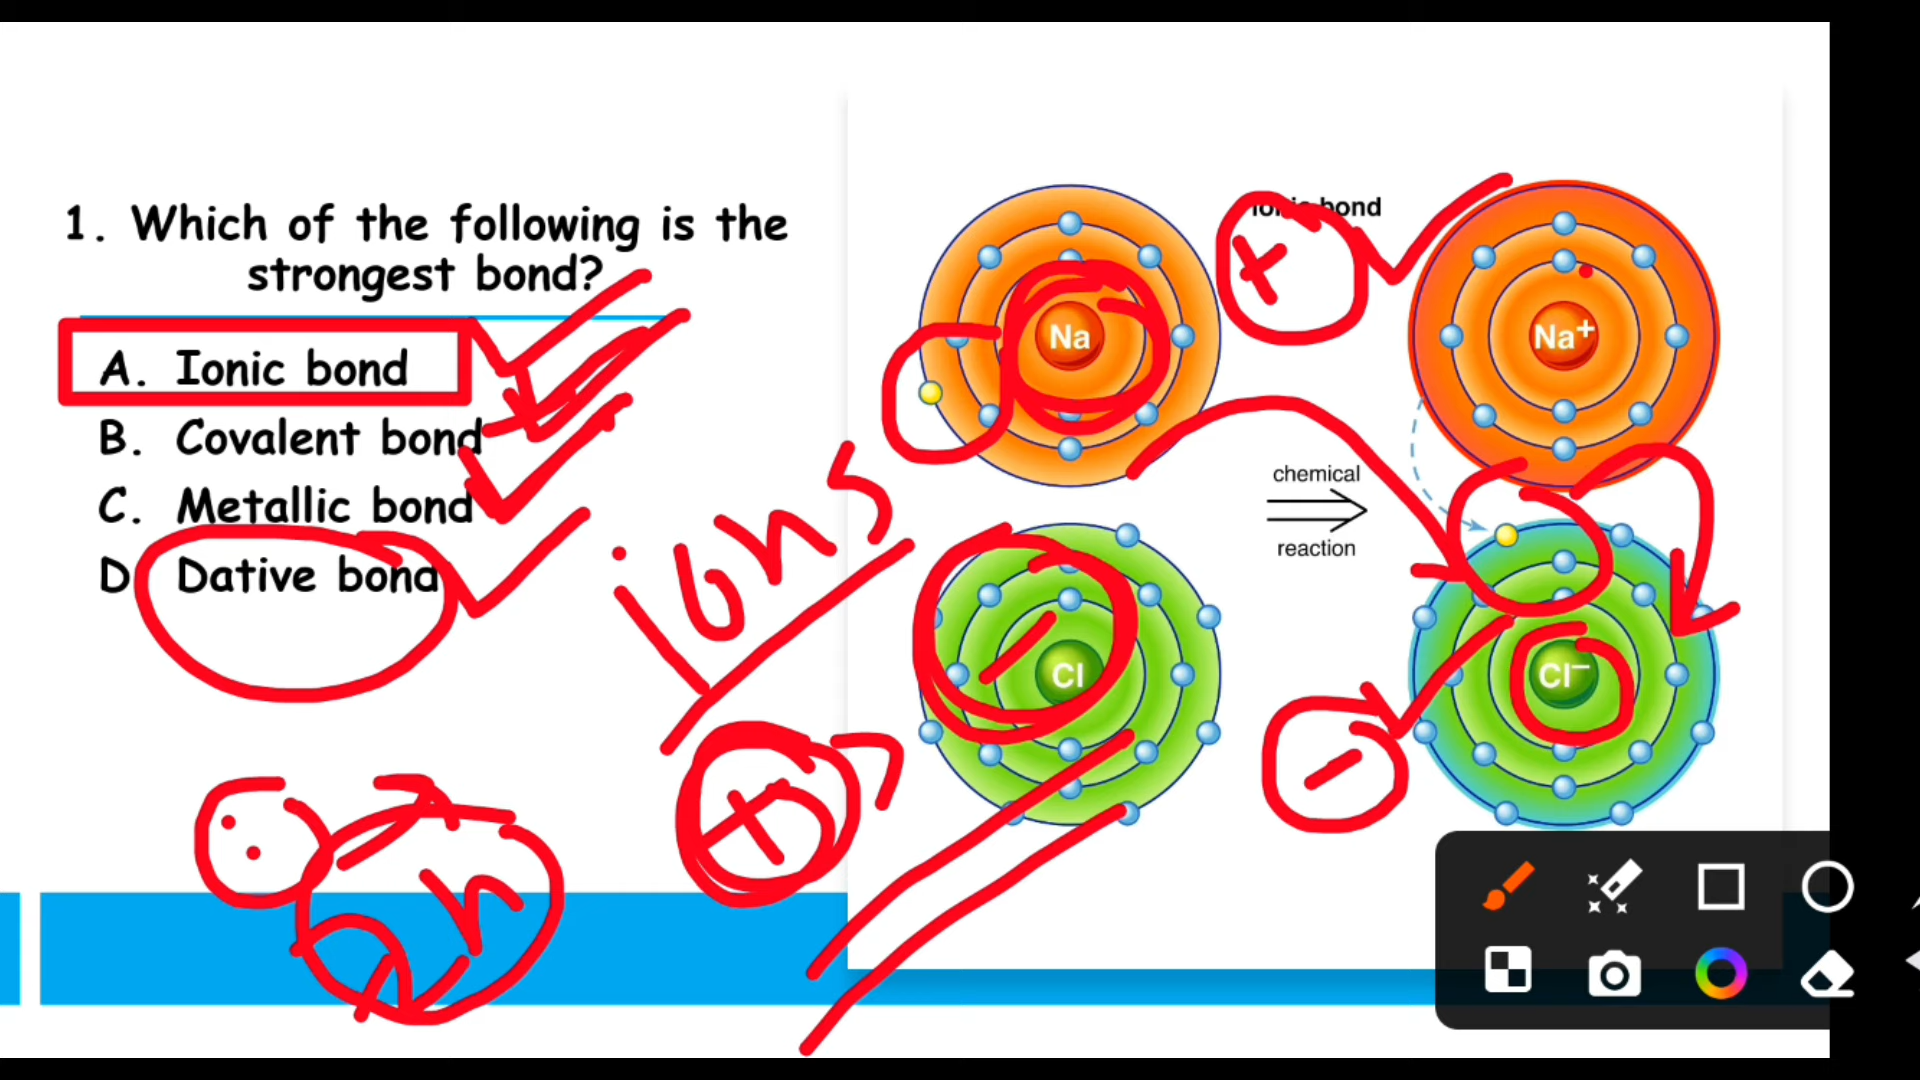 1. Which of the following is the
strongest bond?
A. Ionic bond
B. Covalent bond
C. Metallic bond
D Dative bond
ions
Ionic bond
+
Na
Na+
chemical
reaction
Cl
Cl−
−
−
+